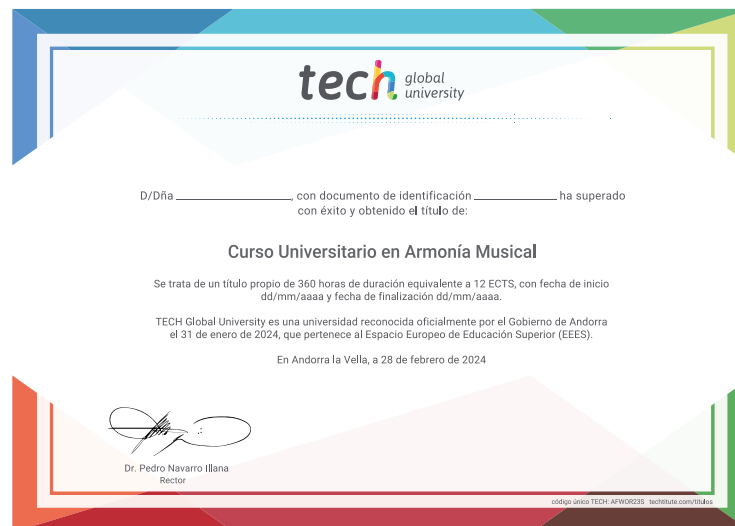 tech global
university
D/Dña ____________________, con documento de identificación ______________ ha superado
con éxito y obtenido el título de:
Curso Universitario en Armonía Musical
Se trata de un título propio de 360 horas de duración equivalente a 12 ECTS, con fecha de inicio
dd/mm/aaaa y fecha de finalización dd/mm/aaaa.
TECH Global University es una universidad reconocida oficialmente por el Gobierno de Andorra
el 31 de enero de 2024, que pertenece al Espacio Europeo de Educación Superior (EEES).
En Andorra la Vella, a 28 de febrero de 2024
Dr. Pedro Navarro Illana
Rector
código único TECH: AFWOR23S techtitute.com/titulos